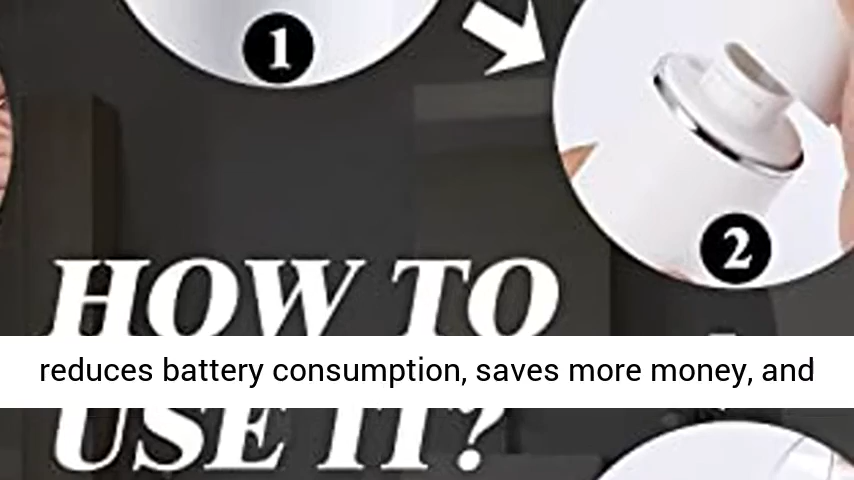 1
2
HOW TO
reduces battery consumption, saves more money, and
USE IT?